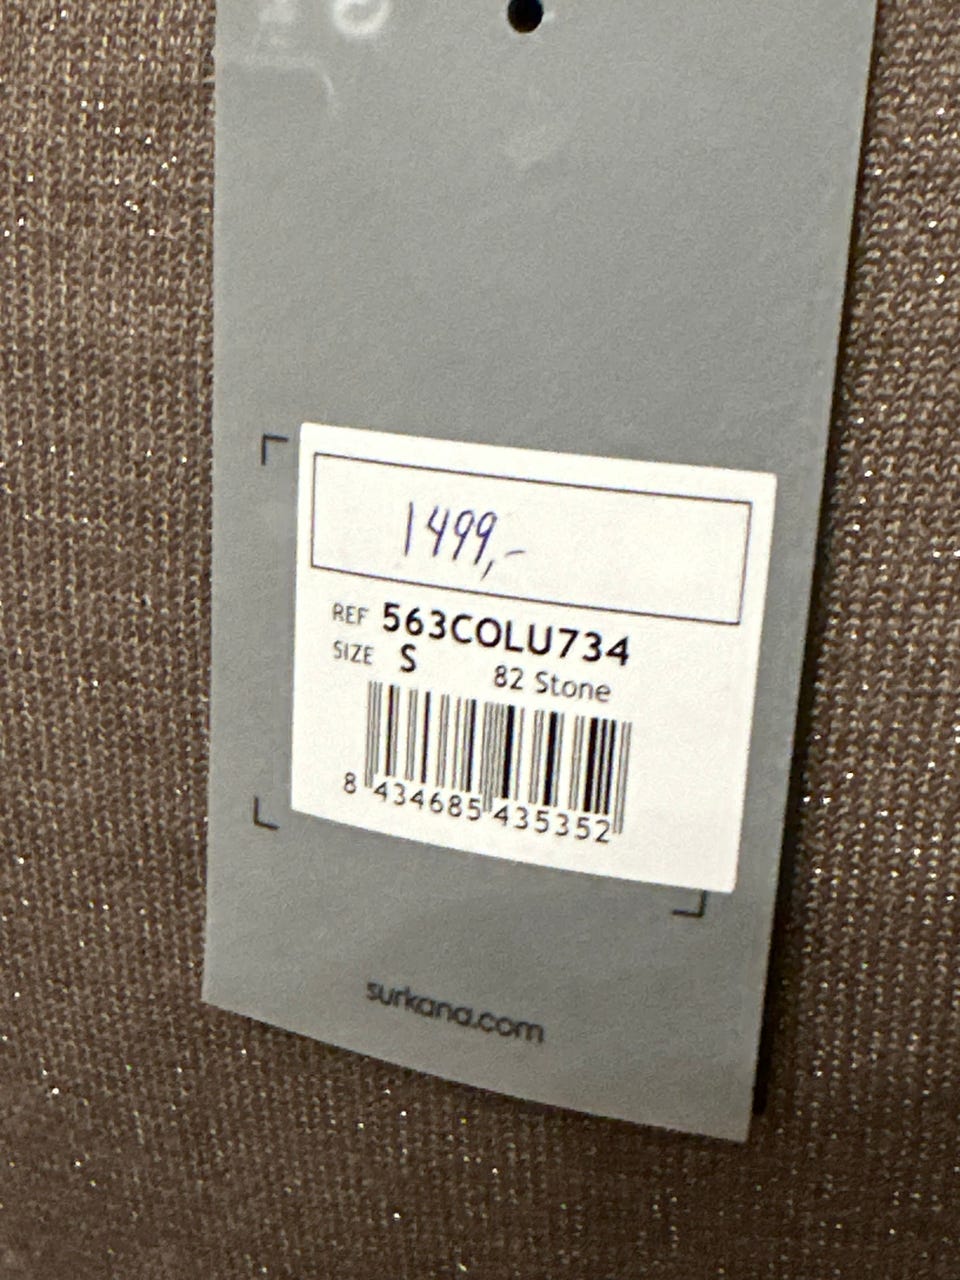 1499,-
REF 563COLU734
SIZE S 82 Stone
8 434685 435352
surkana.com